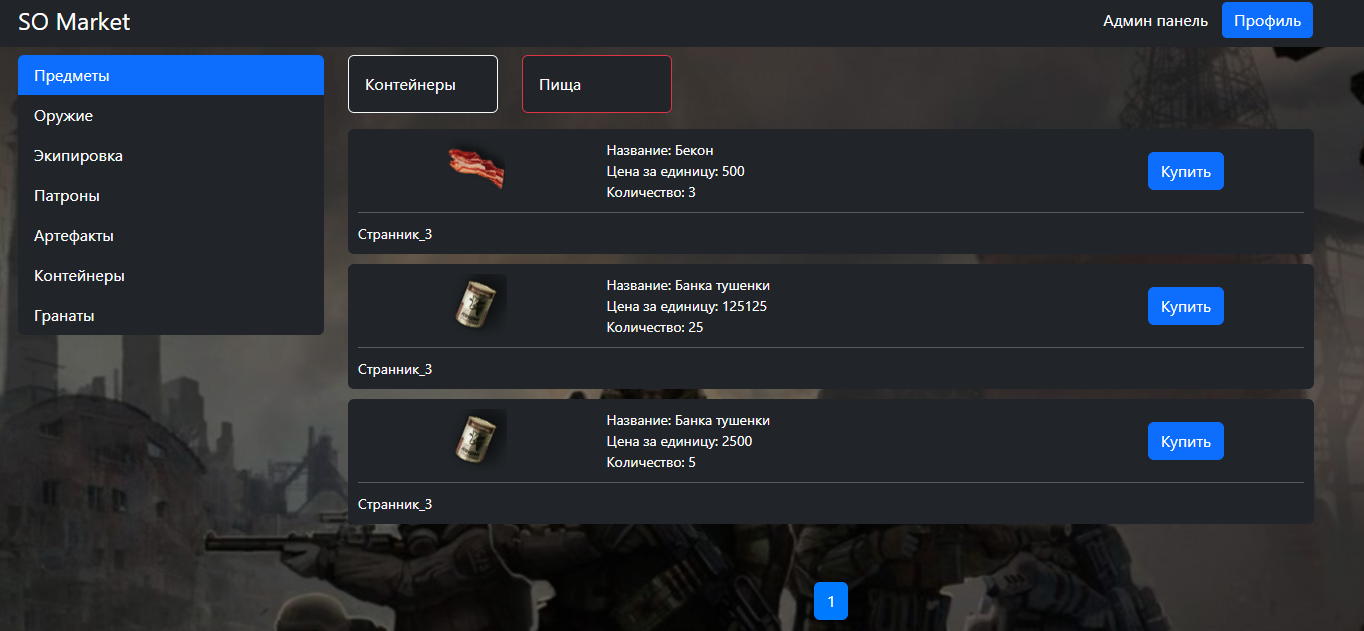 SO Market
Админ панель
Профиль
Предметы
Оружие
Экипировка
Патроны
Артефакты
Контейнеры
Гранаты
Контейнеры
Пища
Название: Бекон
Цена за единицу: 500
Количество: 3
Купить
Странник_3
Название: Банка тушенки
Цена за единицу: 125125
Количество: 25
Купить
Странник_3
Название: Банка тушенки
Цена за единицу: 2500
Количество: 5
Купить
Странник_3
1